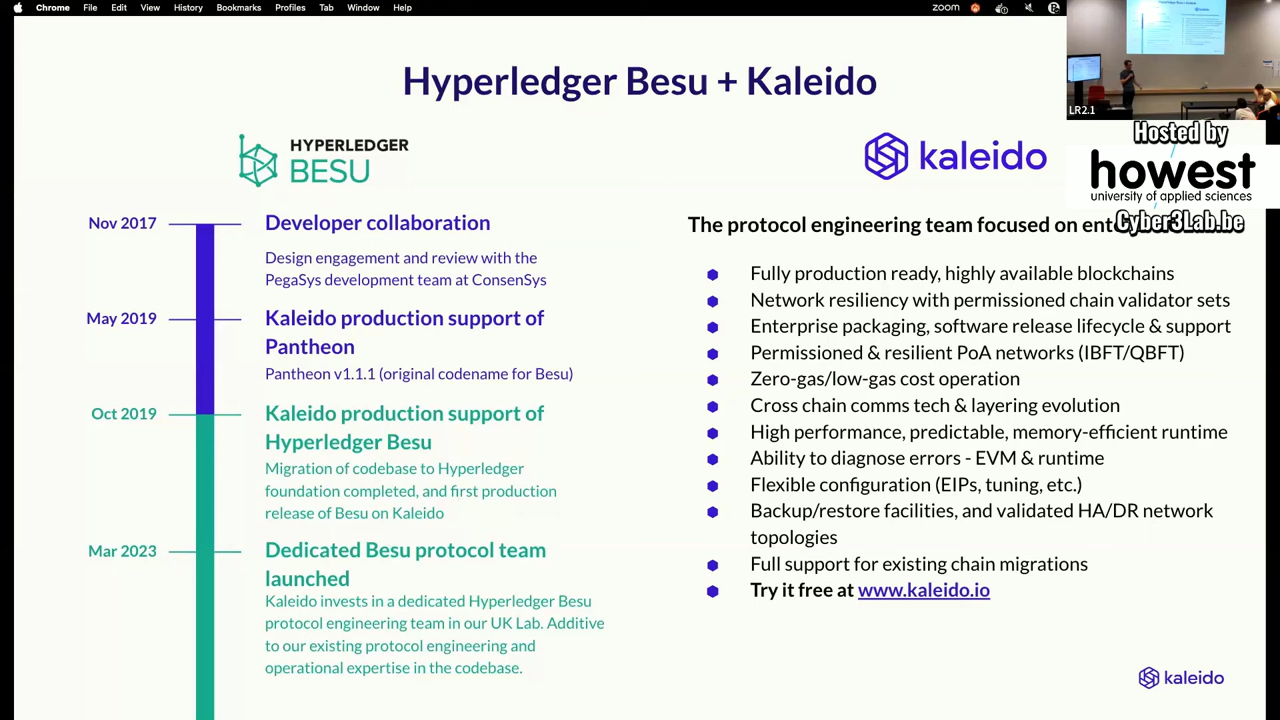 Chrome File Edit View History Bookmarks Profiles Tab Window Help
zoom
LR2.1
Hosted by
howest
university of applied sciences
Cyber3Lab.be
Hyperledger Besu + Kaleido
HYPERLEDGER
BESU
Nov 2017
Developer collaboration
Design engagement and review with the
PegaSys development team at ConsenSys
May 2019
Kaleido production support of
Pantheon
Pantheon v1.1.1 (original codename for Besu)
Oct 2019
Kaleido production support of
Hyperledger Besu
Migration of codebase to Hyperledger
foundation completed, and first production
release of Besu on Kaleido
Mar 2023
Dedicated Besu protocol team
launched
Kaleido invests in a dedicated Hyperledger Besu
protocol engineering team in our UK Lab. Additive
to our existing protocol engineering and
operational expertise in the codebase.
kaleido
The protocol engineering team focused on
Fully production ready, highly available blockchains
Network resiliency with permissioned chain validator sets
Enterprise packaging, software release lifecycle & support
Permissioned & resilient PoA networks (IBFT/QBFT)
Zero-gas/low-gas cost operation
Cross chain comms tech & layering evolution
High performance, predictable, memory-efficient runtime
Ability to diagnose errors - EVM & runtime
Flexible configuration (EIPs, tuning, etc.)
Backup/restore facilities, and validated HA/DR network
topologies
Full support for existing chain migrations
Try it free at www.kaleido.io
kaleido